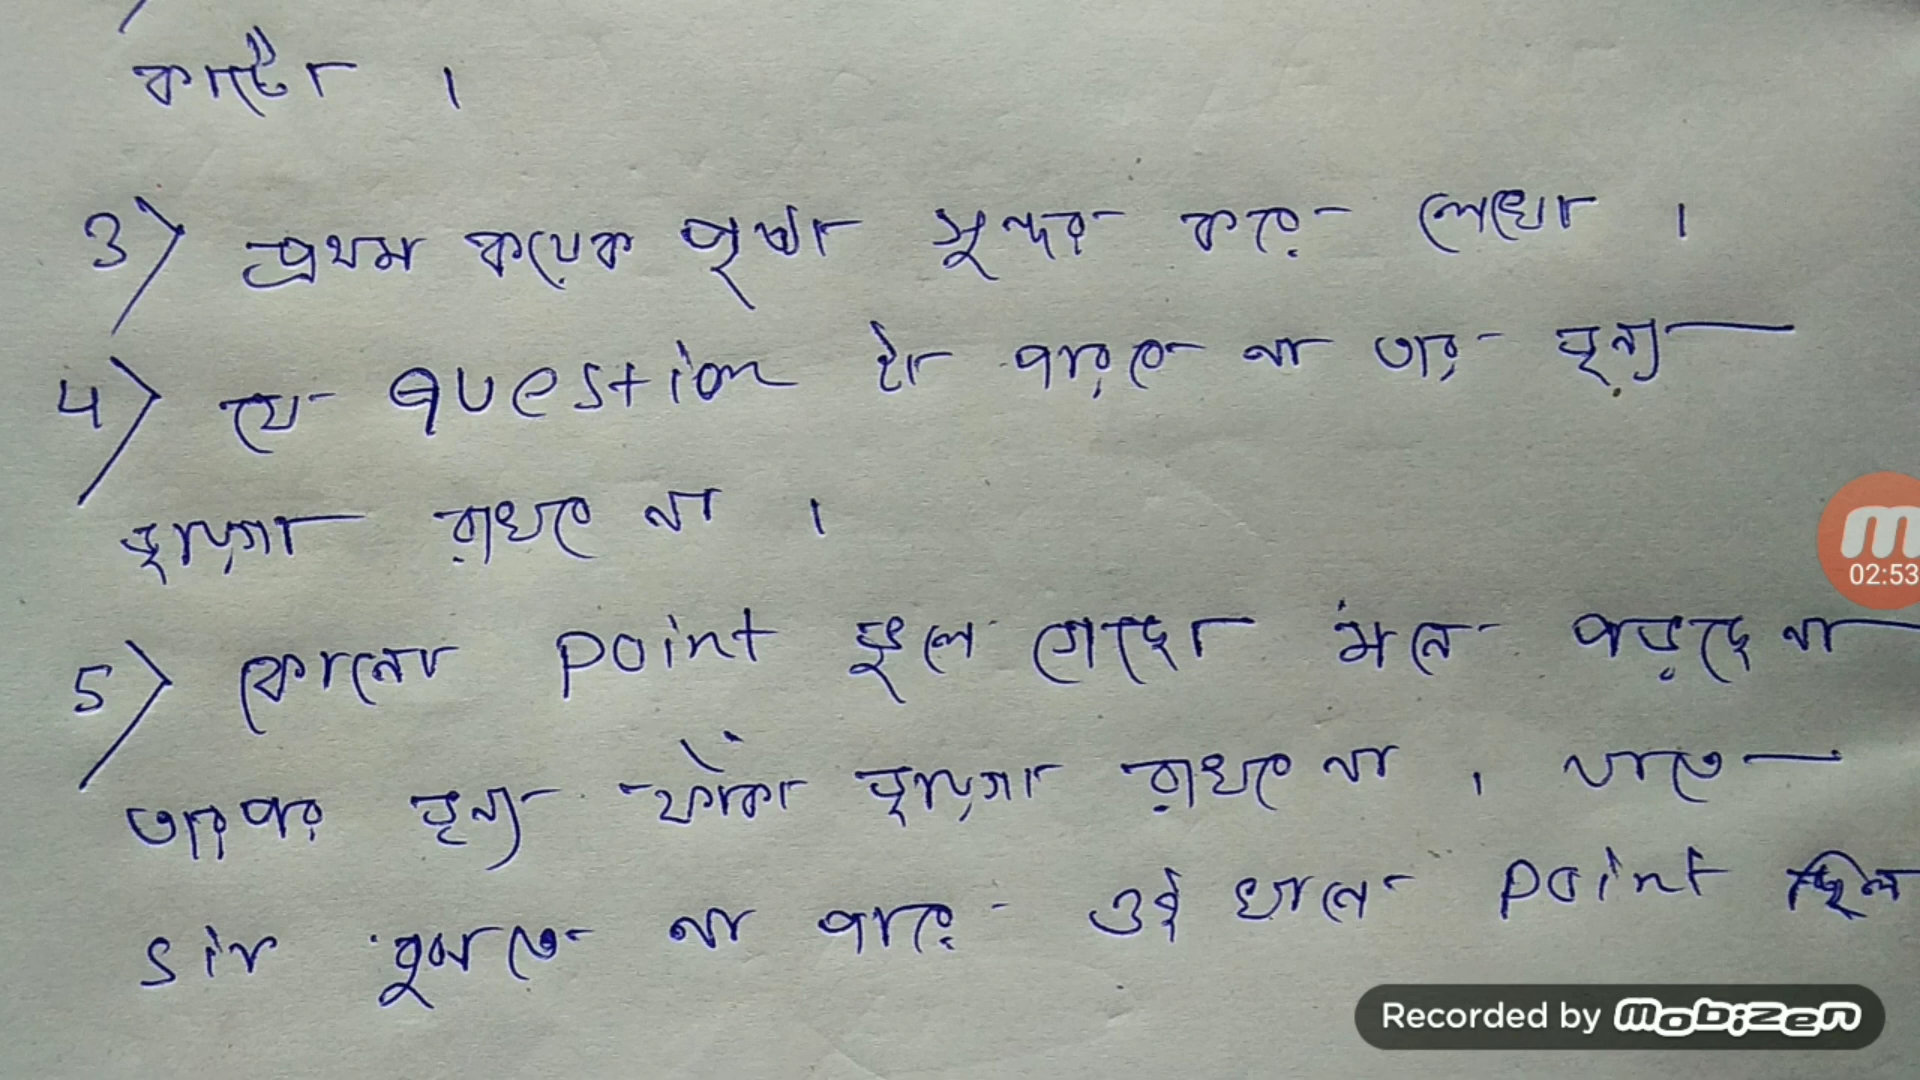 কাটো ।
3) প্রথম কয়েক পৃষ্ঠা সুন্দর করে লেখো ।
4) যে question টা পারবে না তার জন্য
জায়গা রাখবে না ।
5) কোনো point ভুলে গেছো মনে পড়ছে না
তারপর জন্য ফাঁকা জায়গা রাখবে না । যাতে
sir বুঝতে না পারে ওই খানে point ছিল
02:53
Recorded by mobizen